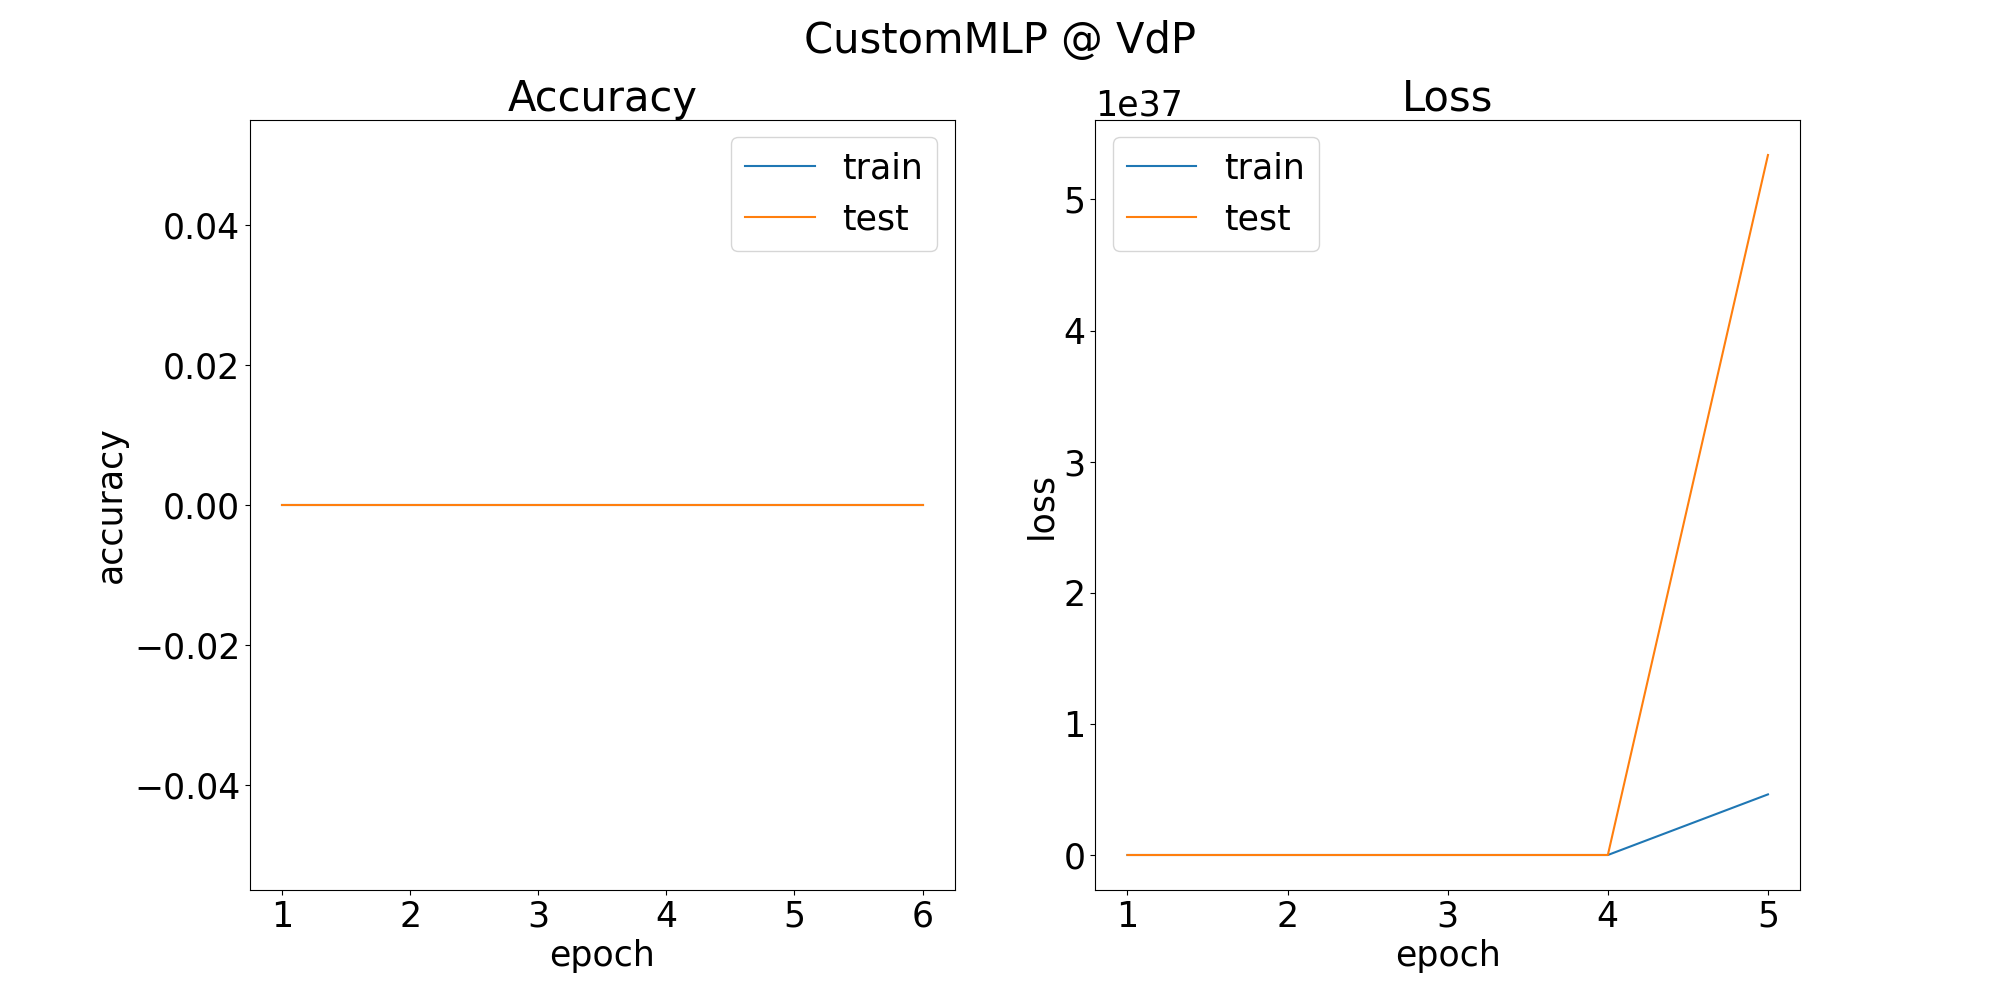 CustomMLP @ VdP
Accuracy
train
test
0.04
0.02
0.00
−0.02
−0.04
accuracy
1 2 3 4 5 6
epoch
Loss
1e37
train
test
5
4
3
2
1
0
loss
1 2 3 4 5
epoch